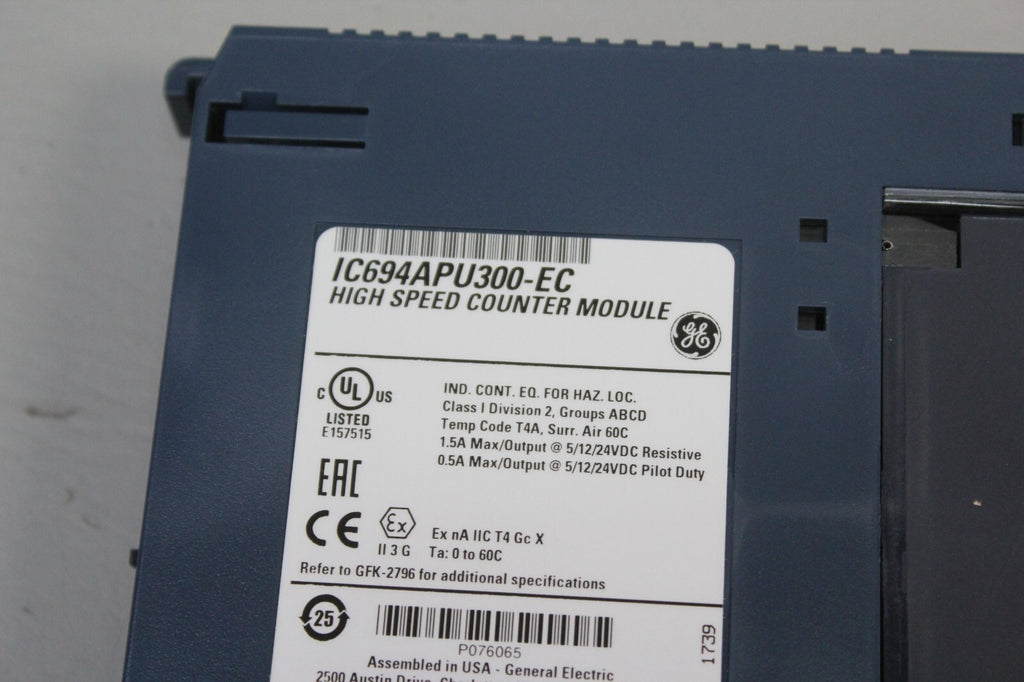 IC694APU300-EC
HIGH SPEED COUNTER MODULE
GE
C UL US
LISTED
E157515
IND. CONT. EQ. FOR HAZ. LOC.
Class I Division 2, Groups ABCD
Temp Code T4A, Surr. Air 60C
1.5A Max/Output @ 5/12/24VDC Resistive
0.5A Max/Output @ 5/12/24VDC Pilot Duty
EAC
CE
Ex
II 3 G
Ex nA IIC T4 Gc X
Ta: 0 to 60C
Refer to GFK-2796 for additional specifications
25
P076065
1739
Assembled in USA - General Electric
2500 Austin Drive,